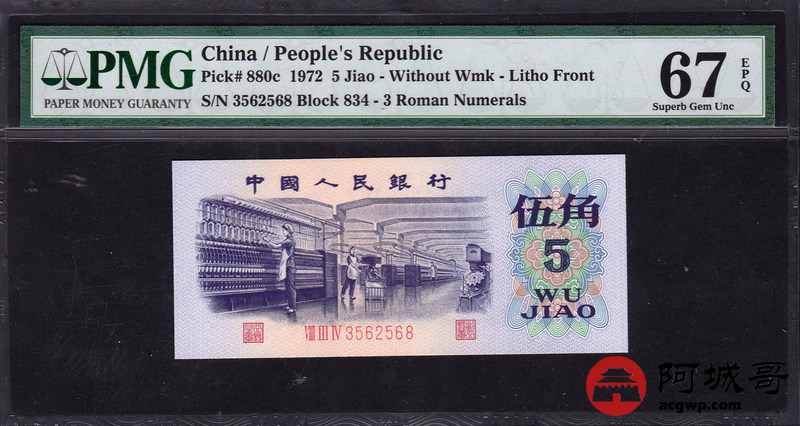 PMG
PAPER MONEY GUARANTY
China / People's Republic
Pick# 880c 1972 5 Jiao - Without Wmk - Litho Front
S/N 3562568 Block 834 - 3 Roman Numerals
67
EPQ
Superb Gem Unc
中國人民銀行
伍角
5
WU
JIAO
VIII III IV 3562568
阿城哥
acgwp.com